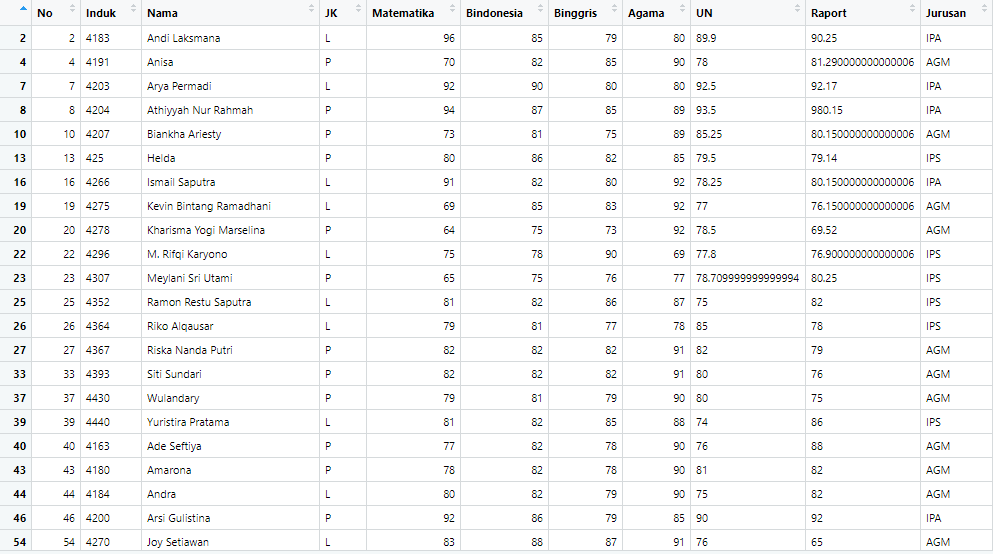 No Induk Nama JK Matematika Bindonesia Binggris Agama UN Raport Jurusan
2 2 4183 Andi Laksmana L 96 85 79 80 89.9 90.25 IPA
4 4 4191 Anisa P 70 82 85 90 78 81.290000000000006 AGM
7 7 4203 Arya Permadi L 92 90 80 80 92.5 92.17 IPA
8 8 4204 Athiyyah Nur Rahmah P 94 87 85 89 93.5 980.15 IPA
10 10 4207 Biankha Ariesty P 73 81 75 89 85.25 80.150000000000006 AGM
13 13 425 Helda P 80 86 82 85 79.5 79.14 IPS
16 16 4266 Ismail Saputra L 91 82 80 92 78.25 80.150000000000006 IPA
19 19 4275 Kevin Bintang Ramadhani L 69 85 83 92 77 76.150000000000006 AGM
20 20 4278 Kharisma Yogi Marselina P 64 75 73 92 78.5 69.52 AGM
22 22 4296 M. Rifqi Karyono L 75 78 90 69 77.8 76.900000000000006 IPS
23 23 4307 Meylani Sri Utami P 65 75 76 77 78.709999999999994 80.25 IPS
25 25 4352 Ramon Restu Saputra L 81 82 86 87 75 82 IPS
26 26 4364 Riko Alqausar L 79 81 77 78 85 78 IPS
27 27 4367 Riska Nanda Putri P 82 82 82 91 82 79 AGM
33 33 4393 Siti Sundari P 82 82 82 91 80 76 AGM
37 37 4430 Wulandary P 79 81 79 90 80 75 AGM
39 39 4440 Yuristira Pratama L 81 82 85 88 74 86 IPS
40 40 4163 Ade Seftiya P 77 82 78 90 76 88 AGM
43 43 4180 Amarona P 78 82 78 90 81 82 AGM
44 44 4184 Andra L 80 82 79 90 75 82 AGM
46 46 4200 Arsi Gulistina P 92 86 79 85 90 92 IPA
54 54 4270 Joy Setiawan L 83 88 87 91 76 65 AGM